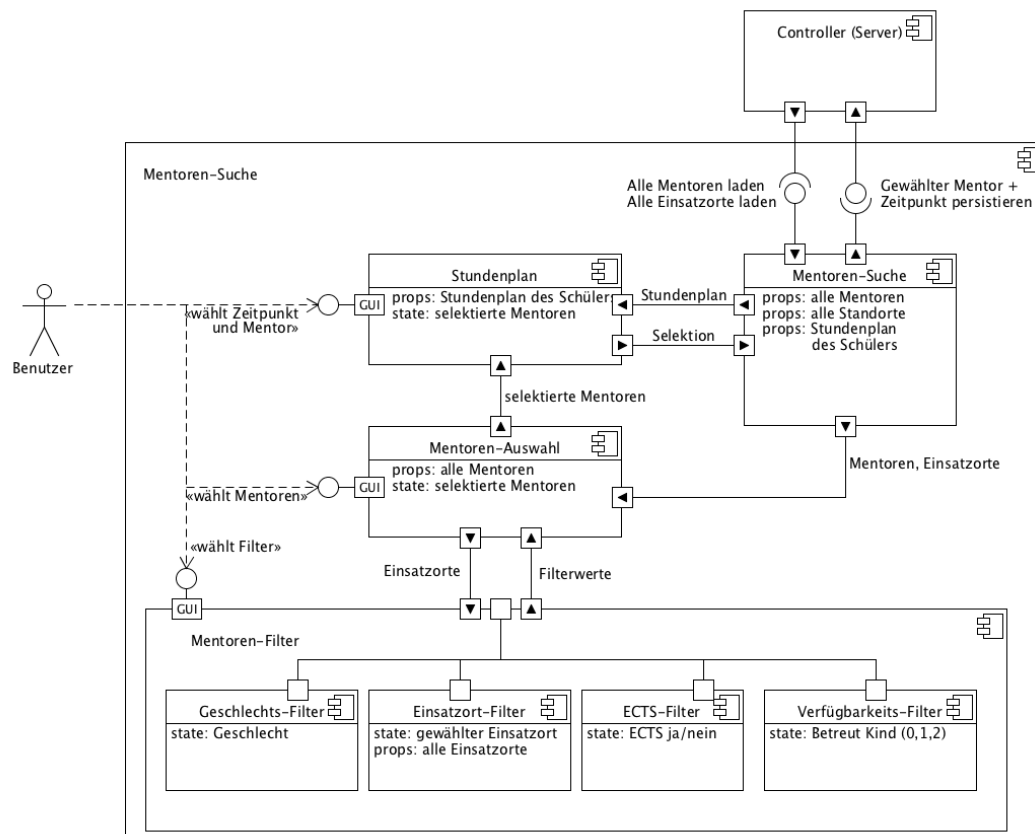 Controller (Server)
Mentoren-Suche
Alle Mentoren laden
Alle Einsatzorte laden
Gewählter Mentor +
Zeitpunkt persistieren
Stundenplan
props: Stundenplan des Schülers
state: selektierte Mentoren
GUI
Stundenplan
Selektion
Mentoren-Suche
props: alle Mentoren
props: alle Standorte
props: Stundenplan
des Schülers
«wählt Zeitpunkt
und Mentor»
Benutzer
selektierte Mentoren
Mentoren-Auswahl
props: alle Mentoren
state: selektierte Mentoren
GUI
Mentoren, Einsatzorte
«wählt Mentoren»
«wählt Filter»
Einsatzorte
Filterwerte
GUI
Mentoren-Filter
Geschlechts-Filter
state: Geschlecht
Einsatzort-Filter
state: gewählter Einsatzort
props: alle Einsatzorte
ECTS-Filter
state: ECTS ja/nein
Verfügbarkeits-Filter
state: Betreut Kind (0,1,2)